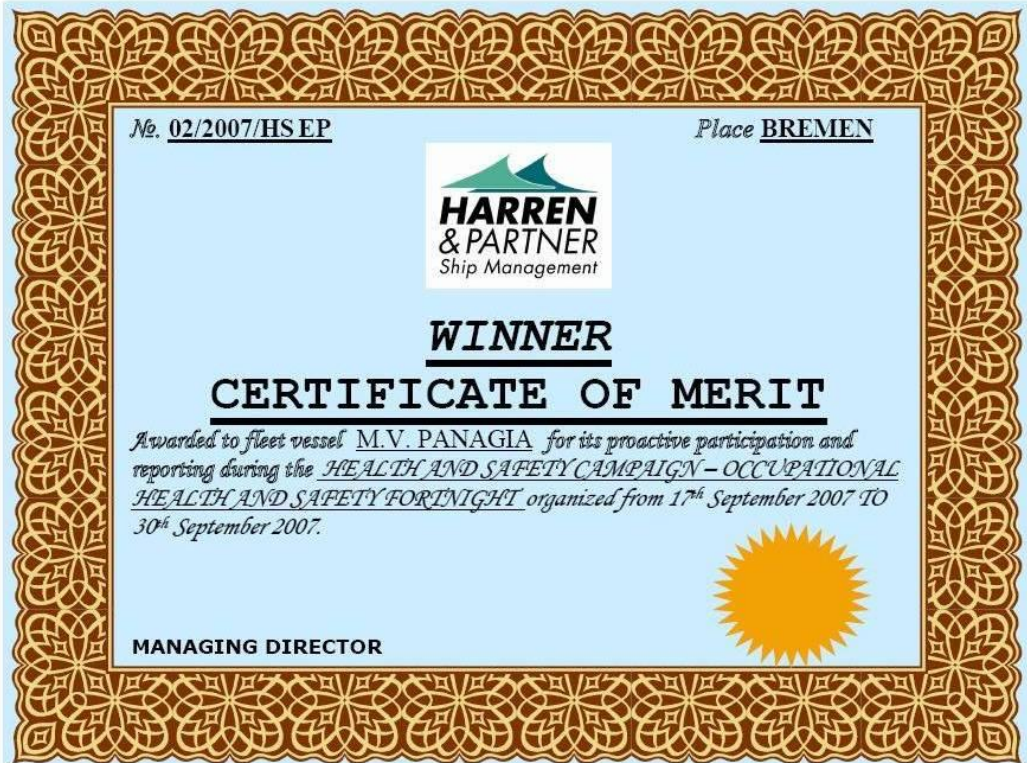 №. 02/2007/HSEP
Place BREMEN
HARREN
& PARTNER
Ship Management
WINNER
CERTIFICATE OF MERIT
Awarded to fleet vessel M.V. PANAGIA for its proactive participation and
reporting during the HEALTH AND SAFETY CAMPAIGN – OCCUPATIONAL
HEALTH AND SAFETY FORTNIGHT organized from 17th September 2007 TO
30th September 2007.
MANAGING DIRECTOR